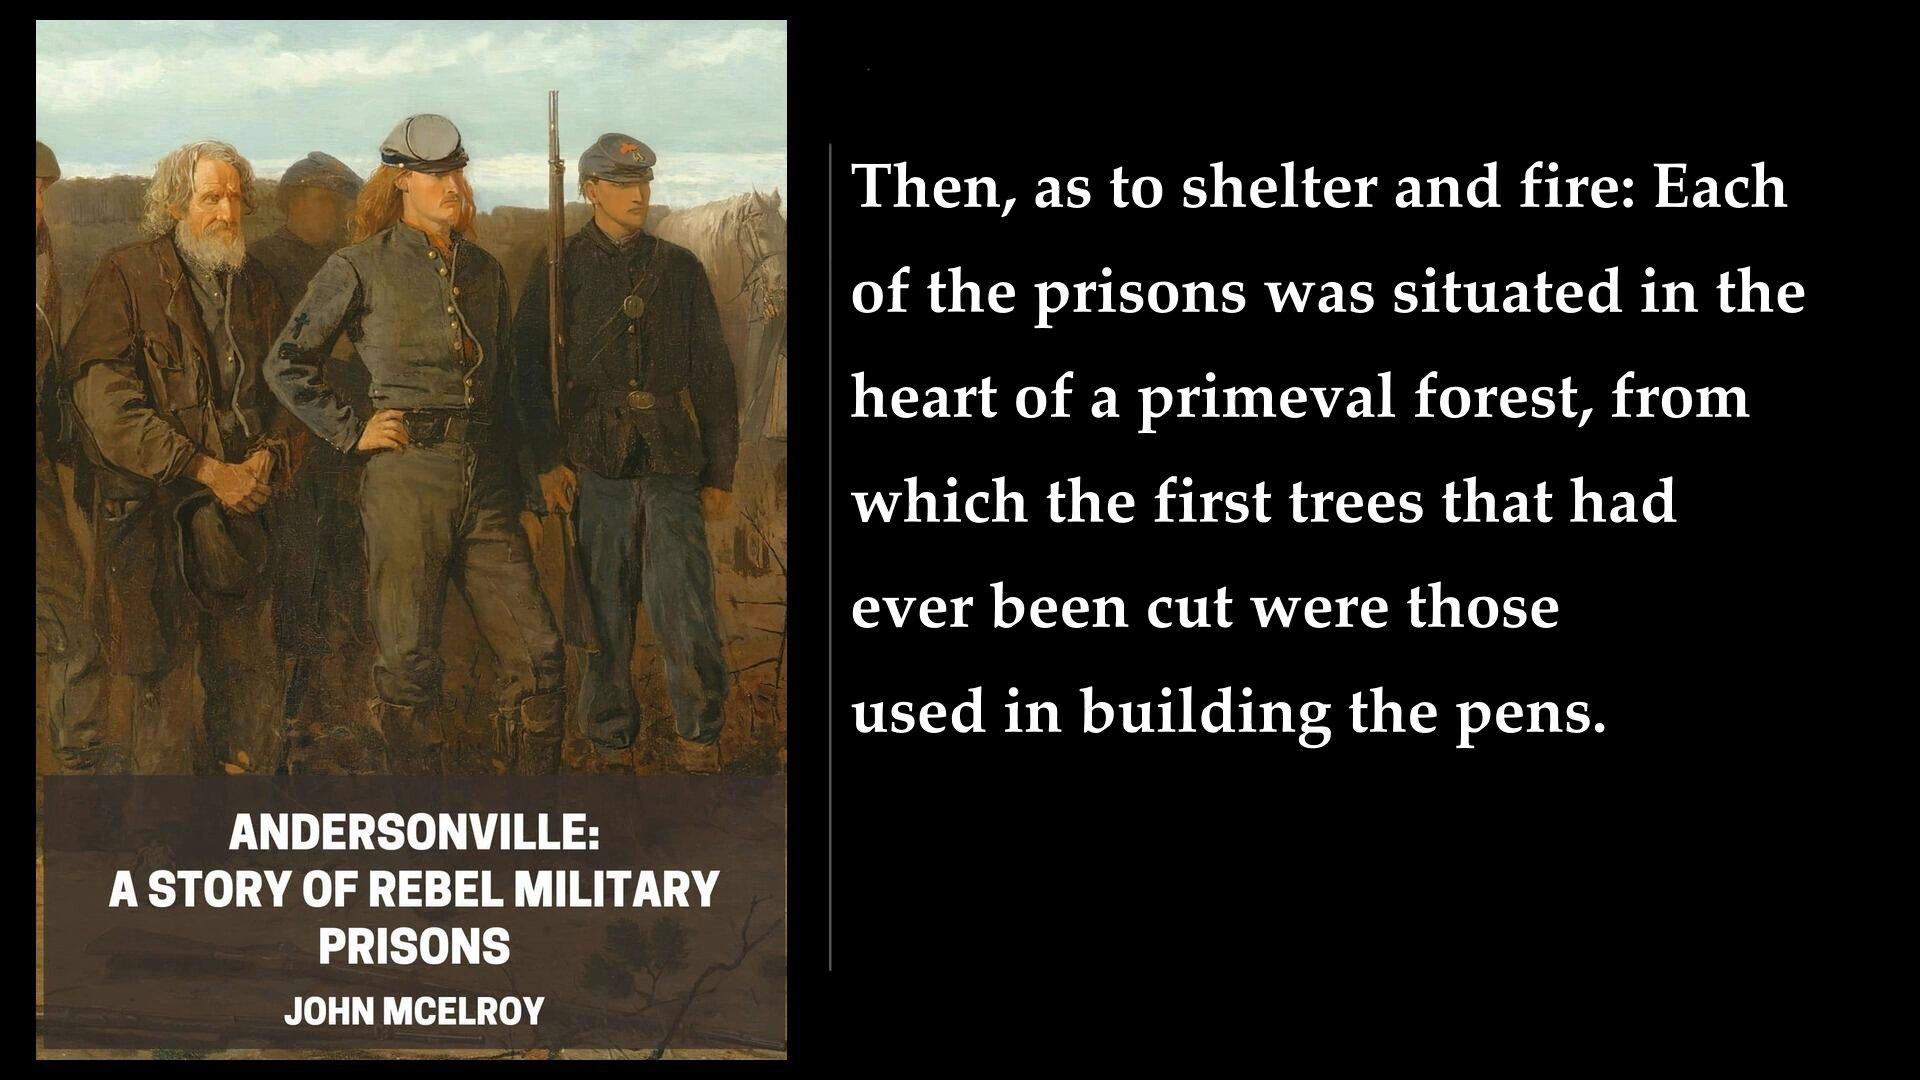 Then, as to shelter and fire: Each
of the prisons was situated in the
heart of a primeval forest, from
which the first trees that had
ever been cut were those
used in building the pens.
ANDERSONVILLE:
A STORY OF REBEL MILITARY
PRISONS
JOHN MCELROY